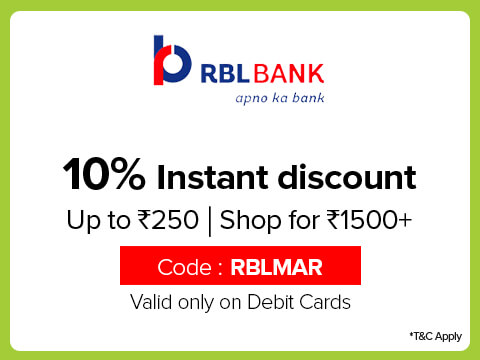 RBL BANK
apno ka bank
10% Instant discount
Up to ₹250 | Shop for ₹1500+
Code : RBLMAR
Valid only on Debit Cards
*T&C Apply